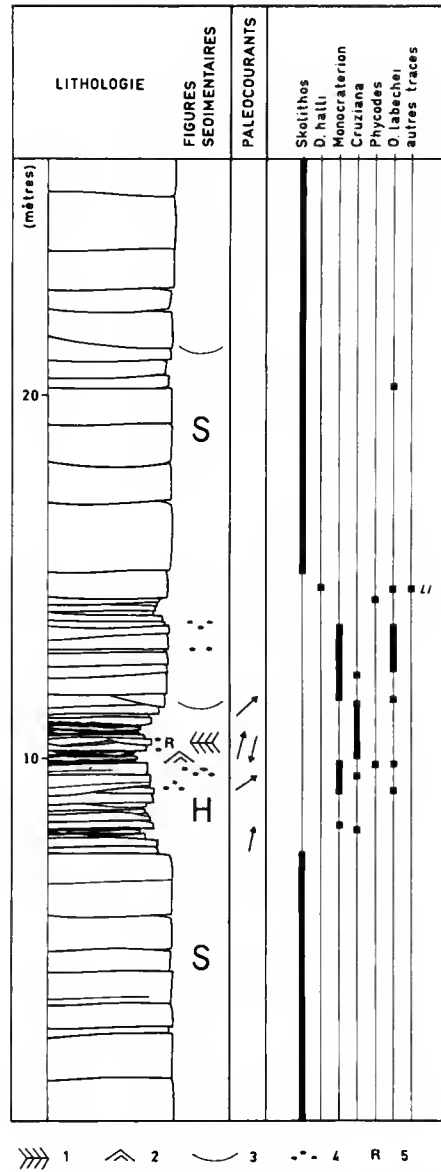 LITHOLOGIE
FIGURES
SEDIMENTAIRES
PALEOCOURANTS
Skolithos
D. halli
Monocraterion
Cruziana
Phycodes
D. labechei
autres traces
(mètres)
20
S
LI
R
10
H
S
1 2 3 4 R 5